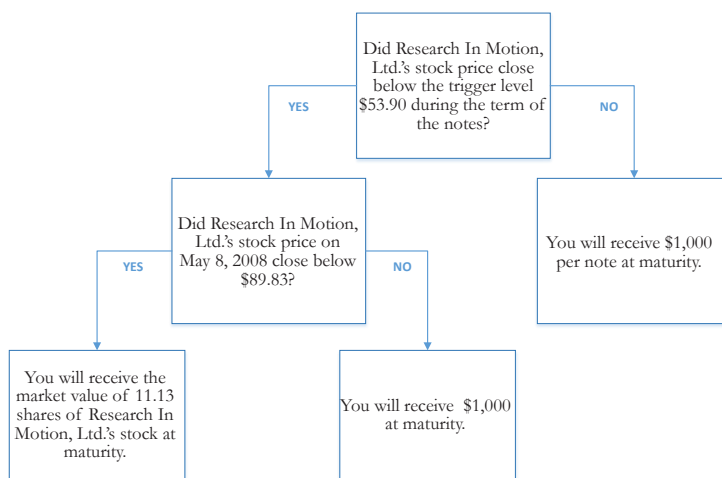 Did Research In Motion,
Ltd.'s stock price close
below the trigger level
$53.90 during the term of
the notes?
YES
NO
Did Research In Motion,
Ltd.'s stock price on
May 8, 2008 close below
$89.83?
You will receive $1,000
per note at maturity.
YES
NO
You will receive the
market value of 11.13
shares of Research In
Motion, Ltd.'s stock at
maturity.
You will receive $1,000
at maturity.